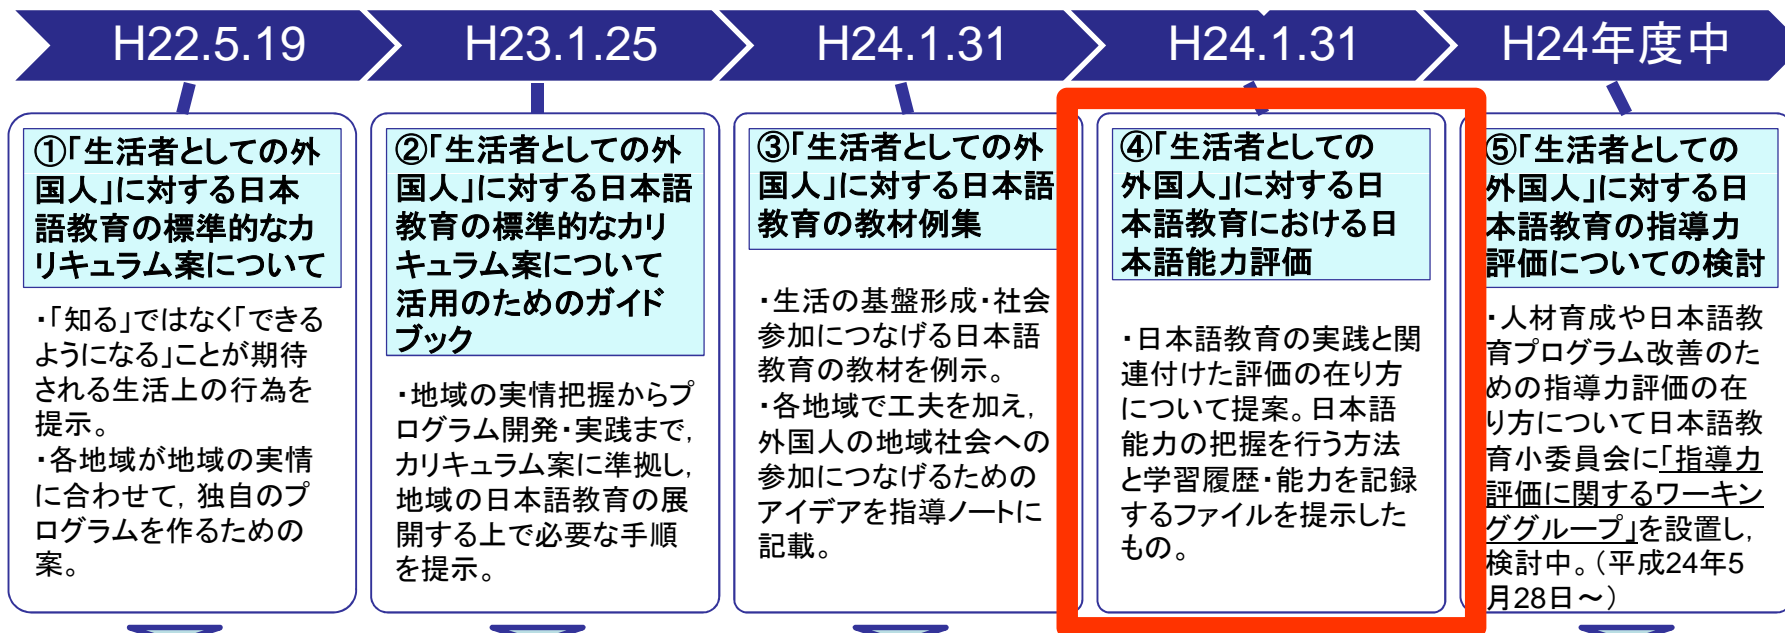 H22.5.19
H23.1.25
H24.1.31
H24.1.31
H24年度中
①「生活者としての外
国人」に対する日本
語教育の標準的なカ
リキュラム案について
・「知る」ではなく「できる
ようになる」ことが期待
される生活上の行為を
提示。
・各地域が地域の実情
に合わせて，独自のプ
ログラムを作るための
案。
②「生活者としての外
国人」に対する日本語
教育の標準的なカリ
キュラム案について
活用のためのガイド
ブック
・地域の実情把握からプ
ログラム開発・実践まで，
カリキュラム案に準拠し，
地域の日本語教育の展
開する上で必要な手順
を提示。
③「生活者としての外
国人」に対する日本語
教育の教材例集
・生活の基盤形成・社会
参加につなげる日本語
教育の教材を例示。
・各地域で工夫を加え，
外国人の地域社会への
参加につなげるための
アイデアを指導ノートに
記載。
④「生活者としての
外国人」に対する日
本語教育における日
本語能力評価
・日本語教育の実践と関
連付けた評価の在り方
について提案。日本語
能力の把握を行う方法
と学習履歴・能力を記録
するファイルを提示した
もの。
⑤「生活者としての
外国人」に対する日
本語教育の指導力
評価についての検討
・人材育成や日本語教
育プログラム改善のた
めの指導力評価の在
り方について日本語教
育小委員会に「指導力
評価に関するワーキン
ググループ」を設置し，
検討中。（平成24年5
月28日～）